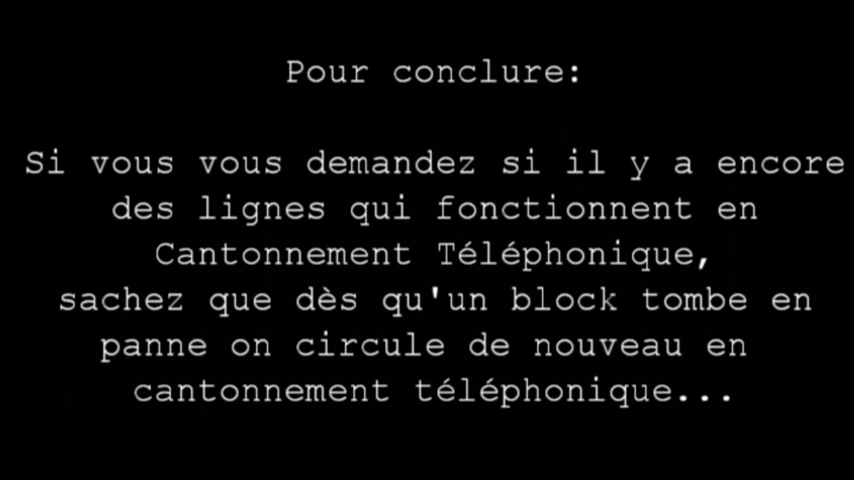 Pour conclure:
Si vous vous demandez si il y a encore
des lignes qui fonctionnent en
Cantonnement Téléphonique,
sachez que dès qu'un block tombe en
panne on circule de nouveau en
cantonnement téléphonique...